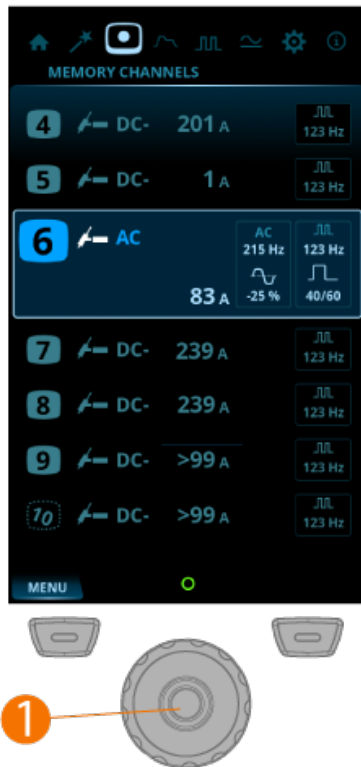 MEMORY CHANNELS
4 DC- 201 A 123 Hz
5 DC- 1 A 123 Hz
6 AC AC
215 Hz 123 Hz
83 A -25 % 40/60
7 DC- 239 A 123 Hz
8 DC- 239 A 123 Hz
9 DC- >99 A 123 Hz
10 DC- >99 A 123 Hz
MENU
1